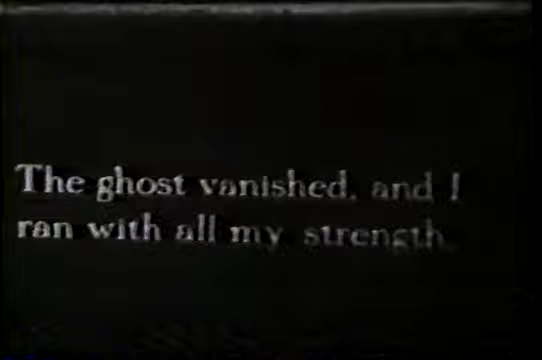 The ghost vanished, and I
ran with all my strength.